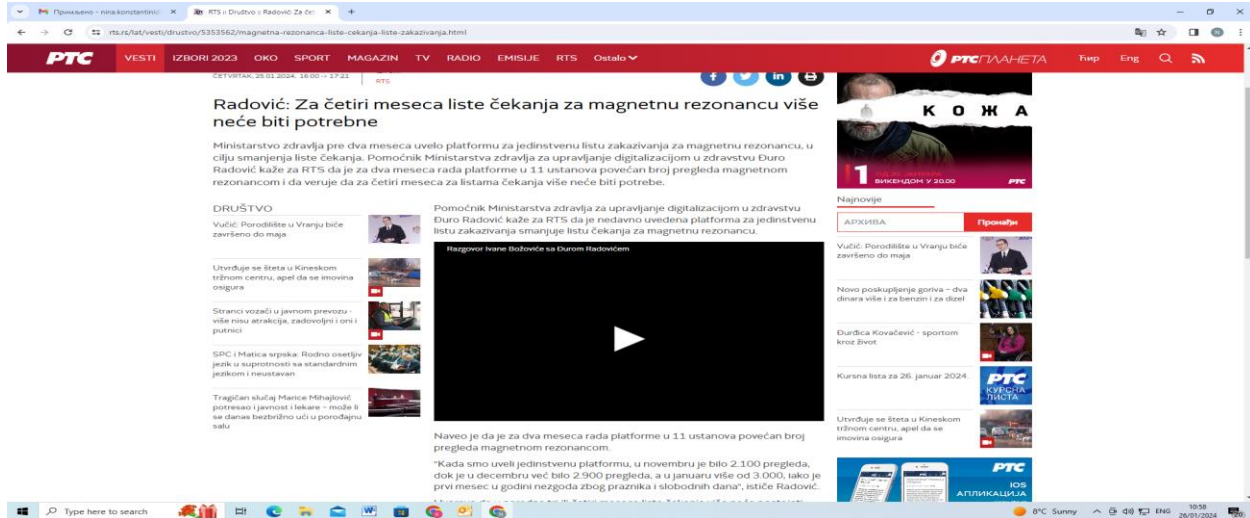 Примљено - nina.konstantinić
RTS :: Društvo :: Radović: Za čet
rts.rs/lat/vesti/drustvo/5353562/magnetna-rezonanca-liste-cekanja-liste-zakazivanja.html
РТС VESTI IZBORI 2023 OKO SPORT MAGAZIN TV RADIO EMISIJE RTS Ostalo РТС ПЛАНЕТА Ћир Eng
ČETVRTAK, 25.01.2024, 16:00 -> 17:21
RTS
Radović: Za četiri meseca liste čekanja za magnetnu rezonancu više
neće biti potrebne
Ministarstvo zdravlja pre dva meseca uvelo platformu za jedinstvenu listu zakazivanja za magnetnu rezonancu, u
cilju smanjenja liste čekanja. Pomoćnik Ministarstva zdravlja za upravljanje digitalizacijom u zdravstvu Đuro
Radović kaže za RTS da je za dva meseca rada platforme u 11 ustanova povećan broj pregleda magnetnom
rezonancom i da veruje da za četiri meseca za listama čekanja više neće biti potrebe.
DRUŠTVO
Vučić: Porodilište u Vranju biće
završeno do maja
Utvrđuje se šteta u Kineskom
tržnom centru, apel da se imovina
osigura
Stranci vozači u javnom prevozu -
više nisu atrakcija, zadovoljni i oni i
putnici
SPC i Matica srpska: Rodno osetljiv
jezik u suprotnosti sa standardnim
jezikom i neustavan
Tragičan slučaj Marice Mihajlović
potresao i javnost i lekare – može li
se danas bezbrižno ući u porođajnu
salu
Pomoćnik Ministarstva zdravlja za upravljanje digitalizacijom u zdravstvu
Đuro Radović kaže za RTS da je nedavno uvedena platforma za jedinstvenu
listu zakazivanja smanjuje listu čekanja za magnetnu rezonancu.
Razgovor Ivane Božoviće sa Đurom Radovićem
Naveo je da je za dva meseca rada platforme u 11 ustanova povećan broj
pregleda magnetnom rezonancom.
"Kada smo uveli jedinstvenu platformu, u novembru je bilo 2.100 pregleda,
dok je u decembru već bilo 2.900 pregleda, a u januaru više od 3.000, iako je
prvi mesec u godini nezgoda zbog praznika i slobodnih dana", ističe Radović.
КОЖА
1
ВИКЕНДОМ У 20.00
РТС
Najnovije
АРХИВА Пронађи
Vučić: Porodilište u Vranju biće
završeno do maja
Novo poskupljenje goriva – dva
dinara više i za benzin i za dizel
Đurđica Kovačević - sportom
kroz život
Kursna lista za 26. januar 2024.
РТС
КУРСНА
ЛИСТА
Utvrđuje se šteta u Kineskom
tržnom centru, apel da se
imovina osigura
РТС
IOS
АПЛИКАЦИЈА
Type here to search
8°C Sunny ENG 10:58
26/01/2024
20